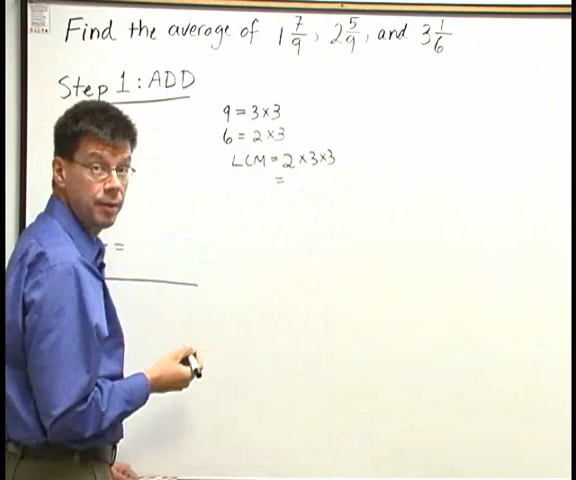 Find the average of 1 7/9, 2 5/9, and 3 1/6
Step 1: ADD
9 = 3×3
6 = 2×3
LCM = 2×3×3
=
=